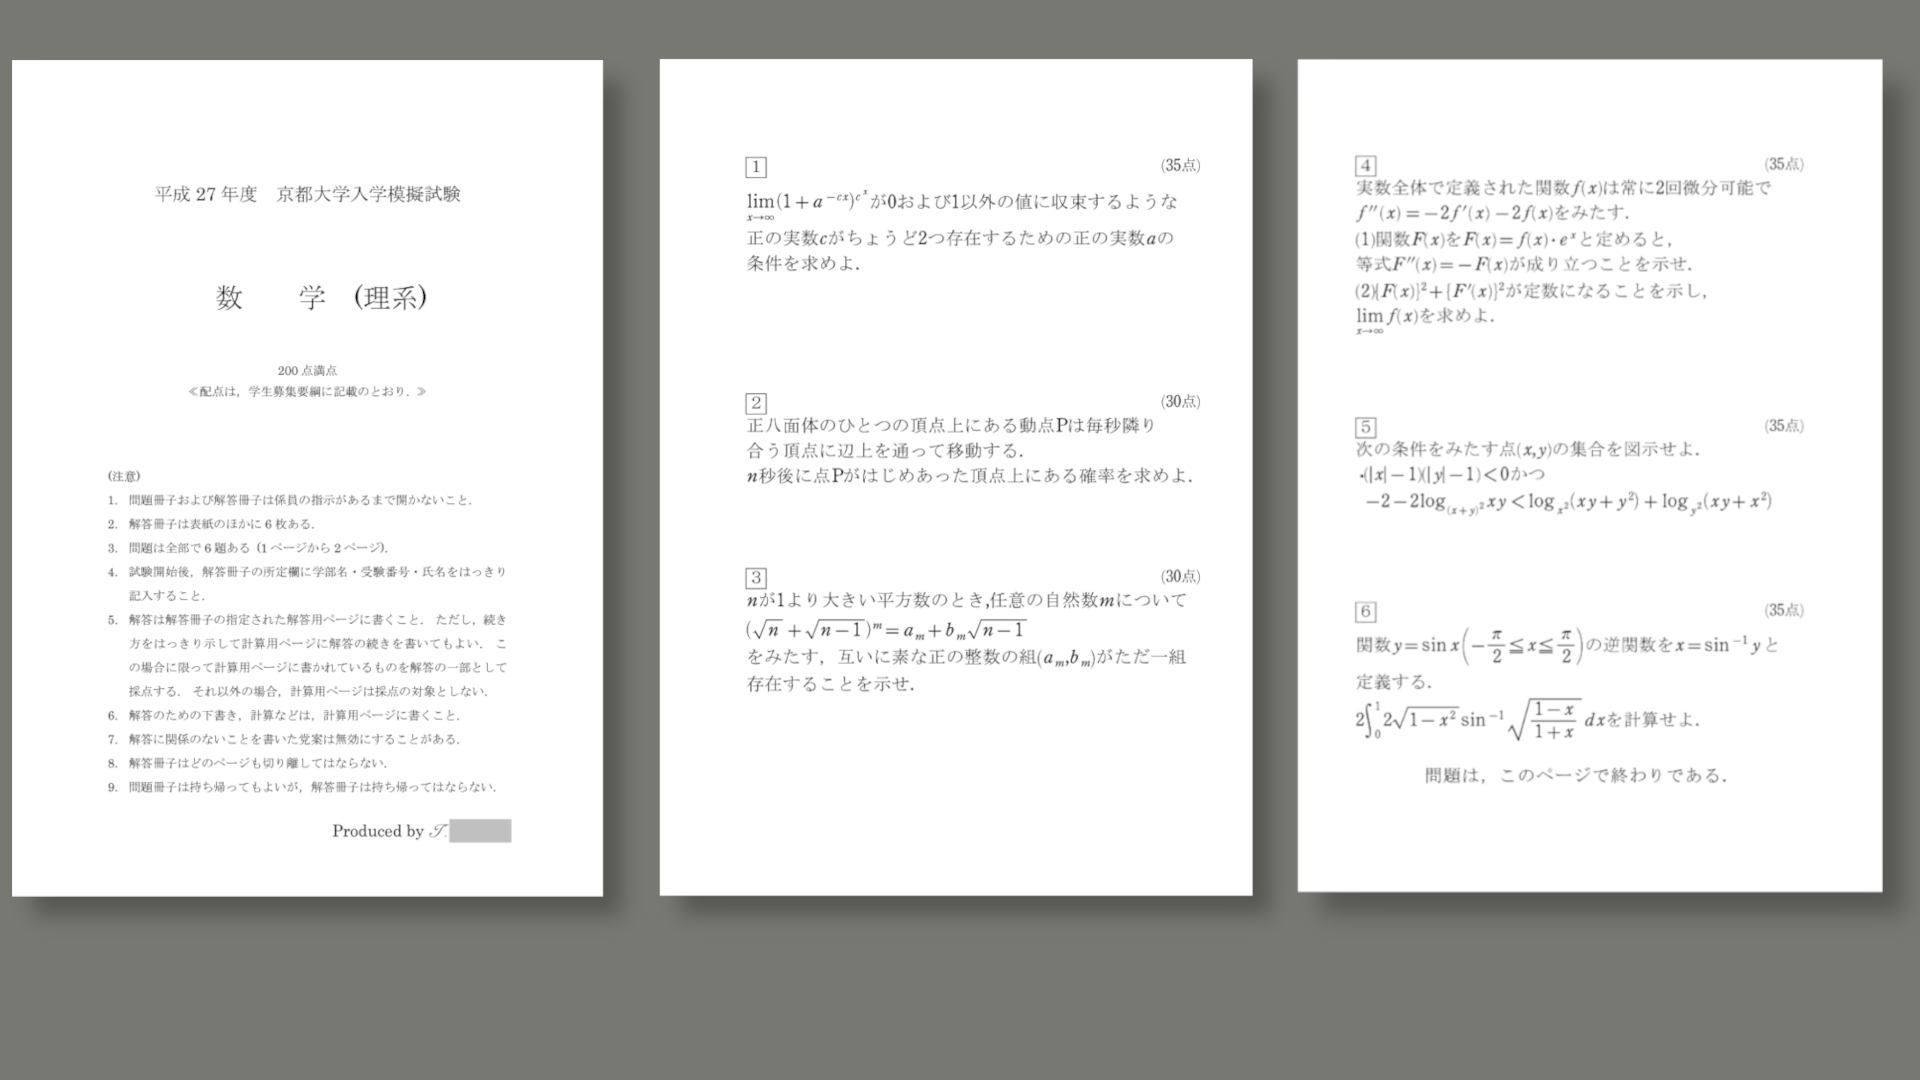 平成 27 年度　京都大学入学模擬試験
数　学　(理系)
200 点満点
≪配点は，学生募集要綱に記載のとおり．≫
(注意)
1. 問題冊子および解答冊子は係員の指示があるまで開かないこと．
2. 解答冊子は表紙のほかに 6 枚ある．
3. 問題は全部で 6 題ある (1 ページから 2 ページ)．
4. 試験開始後，解答冊子の所定欄に学部名・受験番号・氏名をはっきり
記入すること．
5. 解答は解答冊子の指定された解答用ページに書くこと． ただし，続き
方をはっきり示して計算用ページに解答の続きを書いてもよい． こ
の場合に限って計算用ページに書かれているものを解答の一部として
採点する． それ以外の場合，計算用ページは採点の対象としない．
6. 解答のための下書き，計算などは，計算用ページに書くこと．
7. 解答に関係のないことを書いた党案は無効にすることがある．
8. 解答冊子はどのページも切り離してはならない．
9. 問題冊子は持ち帰ってもよいが，解答冊子は持ち帰ってはならない．
Produced by 𝒯.
1 (35点)
lim_{x→∞}(1+a^{-cx})^{c^x}が0および1以外の値に収束するような
正の実数cがちょうど2つ存在するための正の実数aの
条件を求めよ．
2 (30点)
正八面体のひとつの頂点上にある動点Pは毎秒隣り
合う頂点に辺上を通って移動する．
n秒後に点Pがはじめあった頂点上にある確率を求めよ．
3 (30点)
nが1より大きい平方数のとき,任意の自然数mについて
(√n+√(n−1))^m=a_m+b_m√(n−1)
をみたす，互いに素な正の整数の組(a_m,b_m)がただ一組
存在することを示せ．
4 (35点)
実数全体で定義された関数f(x)は常に2回微分可能で
f″(x)=−2f′(x)−2f(x)をみたす．
(1)関数F(x)をF(x)=f(x)・e^xと定めると，
等式F″(x)=−F(x)が成り立つことを示せ．
(2){F(x)}²+{F′(x)}²が定数になることを示し，
lim_{x→∞} f(x)を求めよ．
5 (35点)
次の条件をみたす点(x,y)の集合を図示せよ．
・(|x|−1)(|y|−1)<0かつ
−2−2log_{(x+y)²}xy<log_{x²}(xy+y²)+log_{y²}(xy+x²)
6 (35点)
関数y=sin x(−π/2≦x≦π/2)の逆関数をx=sin⁻¹yと
定義する．
2∫_0^1 2√(1−x²) sin⁻¹√((1−x)/(1+x)) dxを計算せよ．
問題は，このページで終わりである．